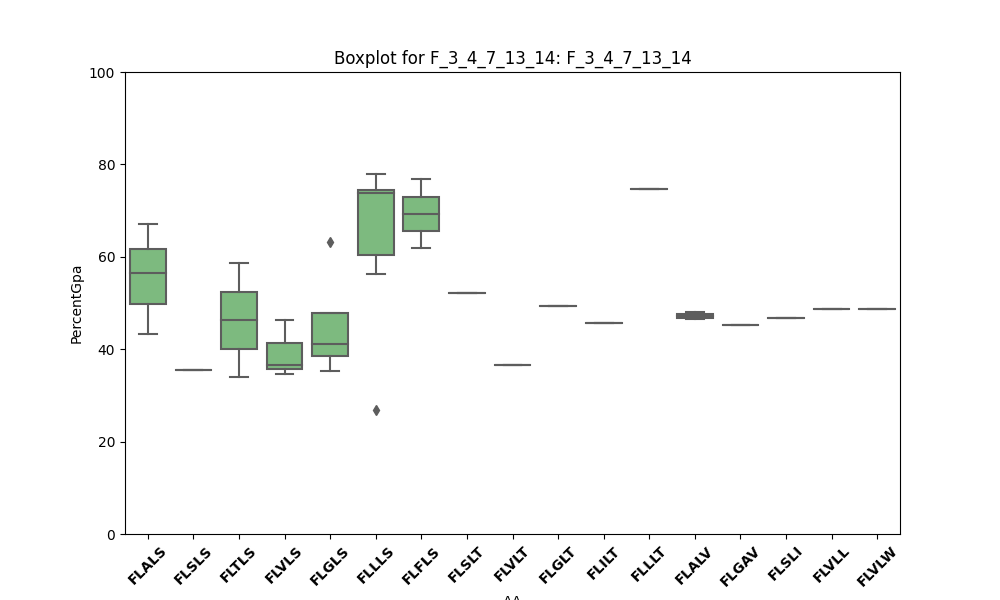 Boxplot for F_3_4_7_13_14: F_3_4_7_13_14
PercentGpa
100
80
60
40
20
0
FLALS
FLSLS
FLTLS
FLVLS
FLGLS
FLLLS
FLFLS
FLSLT
FLVLT
FLGLT
FLILT
FLLLT
FLALV
FLGAV
FLSLI
FLVLL
FLVLW
AA